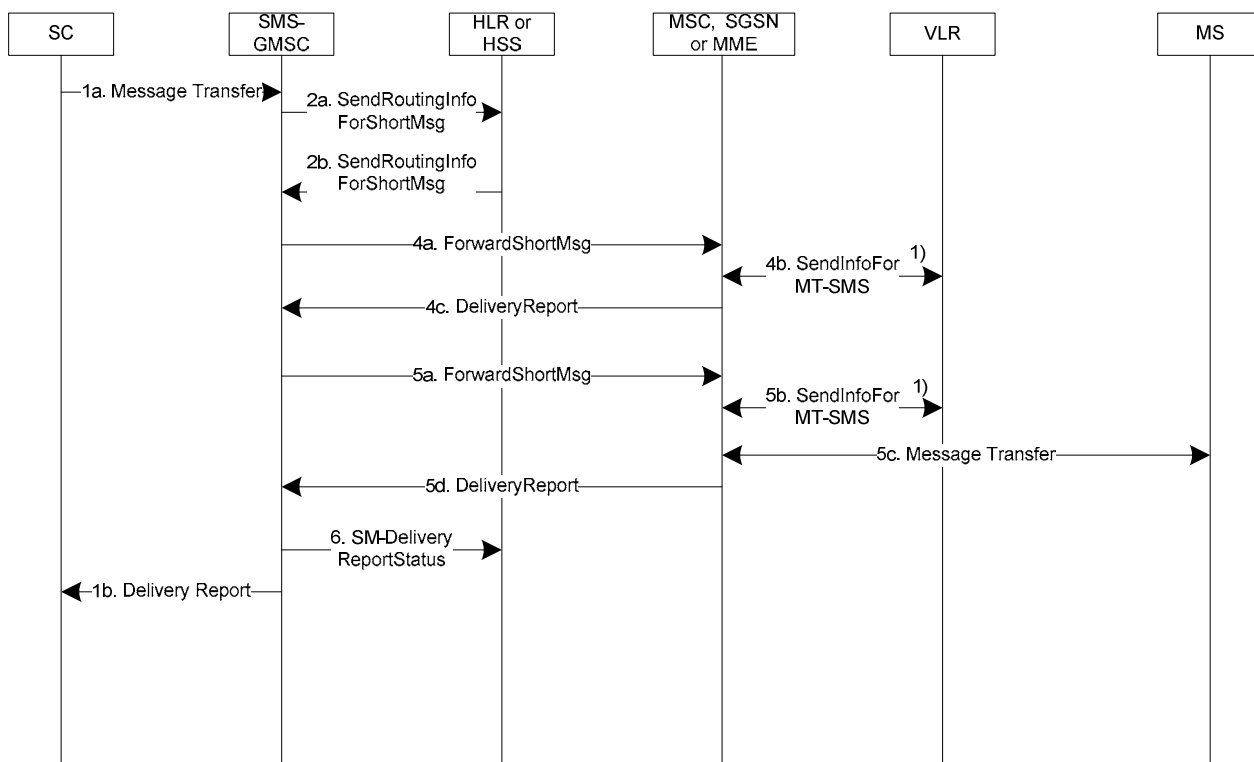 SC
SMS-
GMSC
HLR or
HSS
MSC, SGSN
or MME
VLR
MS
1a. Message Transfer
2a. SendRoutingInfo
ForShortMsg
2b. SendRoutingInfo
ForShortMsg
4a. ForwardShortMsg
4b. SendInfoFor 1)
MT-SMS
4c. DeliveryReport
5a. ForwardShortMsg
5b. SendInfoFor 1)
MT-SMS
5c. Message Transfer
5d. DeliveryReport
6. SM-Delivery
ReportStatus
1b. Delivery Report